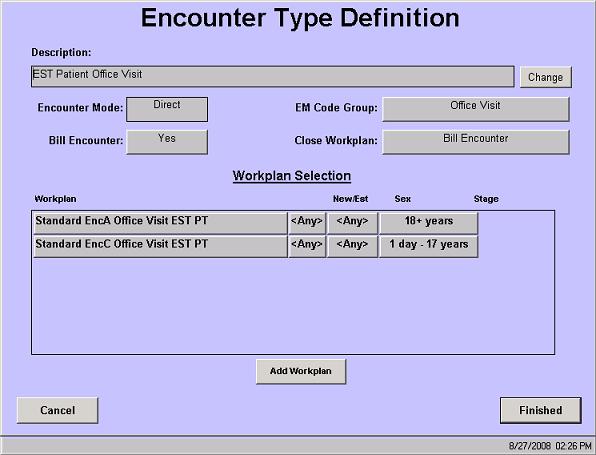 Encounter Type Definition
Description:
EST Patient Office Visit Change
Encounter Mode: Direct EM Code Group: Office Visit
Bill Encounter: Yes Close Workplan: Bill Encounter
Workplan Selection
Workplan New/Est Sex Stage
Standard EncA Office Visit EST PT <Any> <Any> 18+ years
Standard EncC Office Visit EST PT <Any> <Any> 1 day - 17 years
Add Workplan
Cancel Finished
8/27/2008 02:26 PM